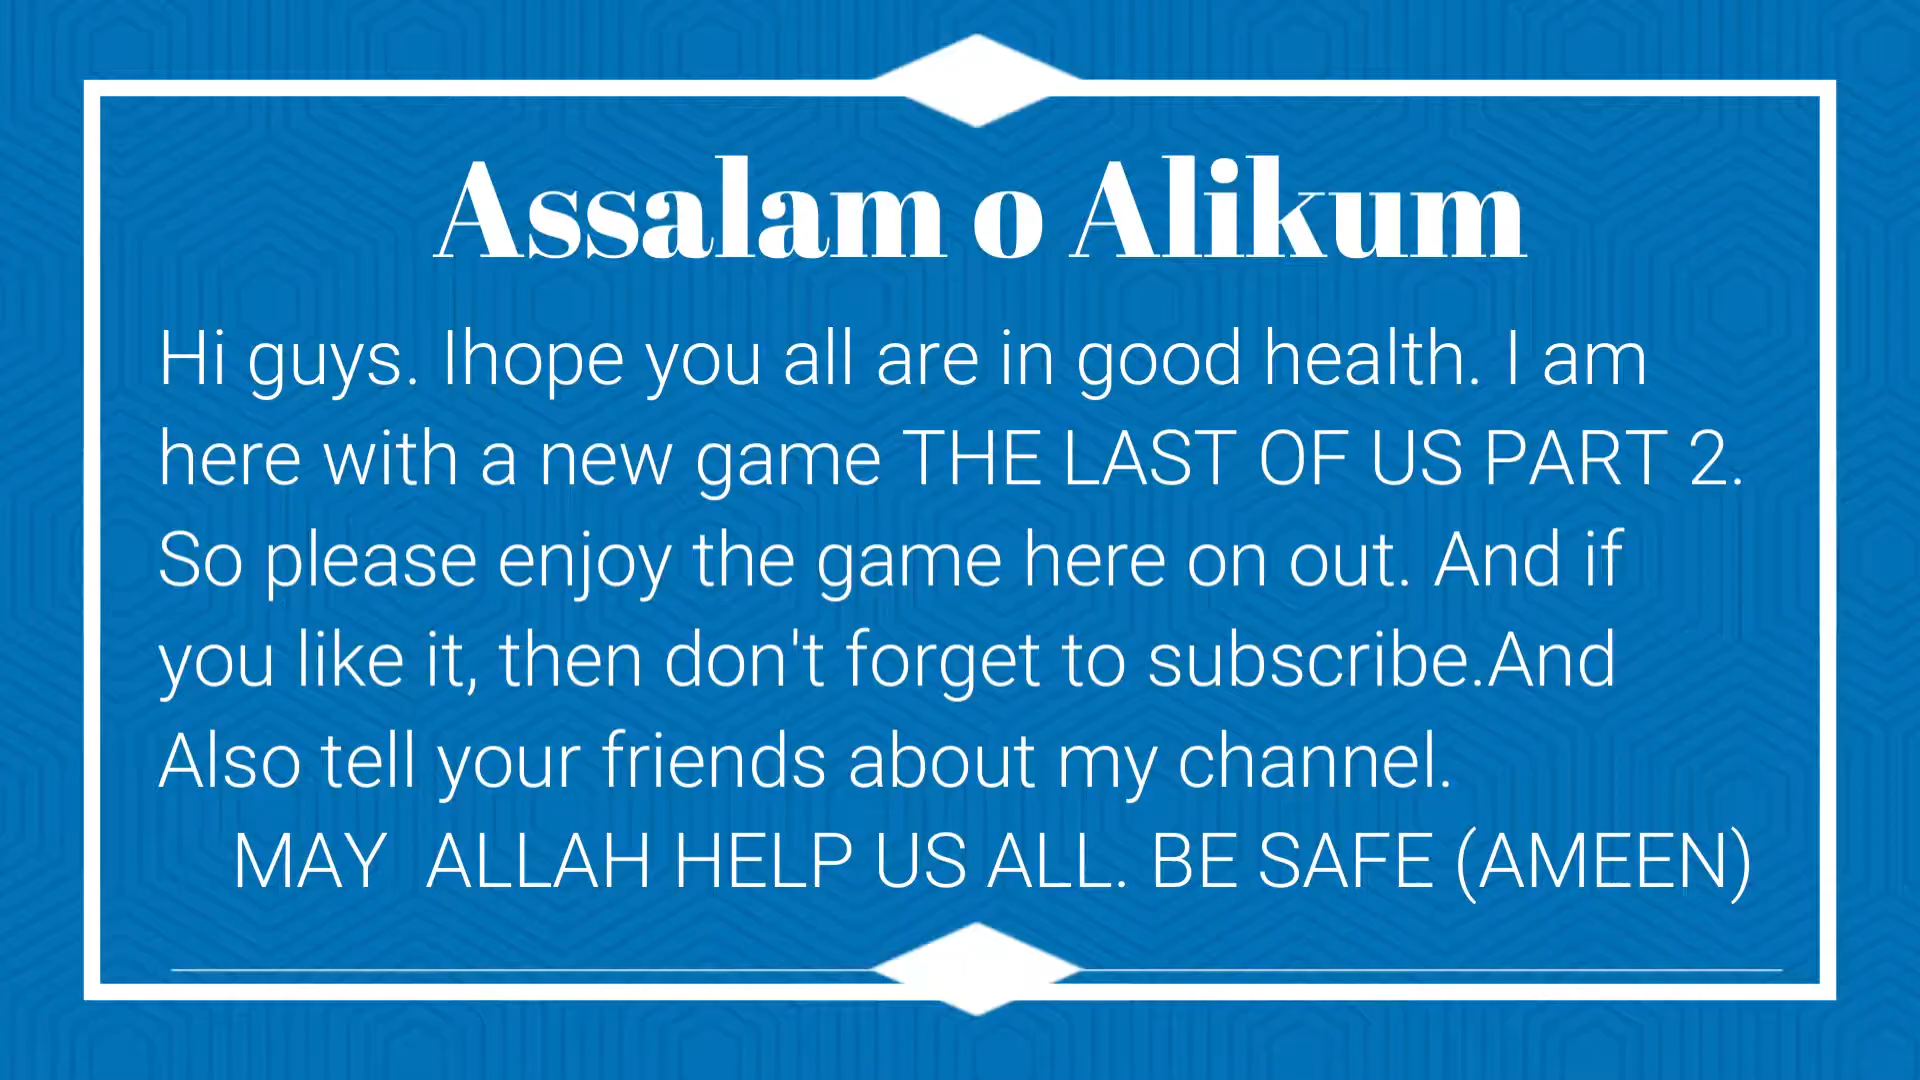 Assalam o Alikum
Hi guys. Ihope you all are in good health. I am
here with a new game THE LAST OF US PART 2.
So please enjoy the game here on out. And if
you like it, then don't forget to subscribe.And
Also tell your friends about my channel.
MAY  ALLAH HELP US ALL. BE SAFE (AMEEN)